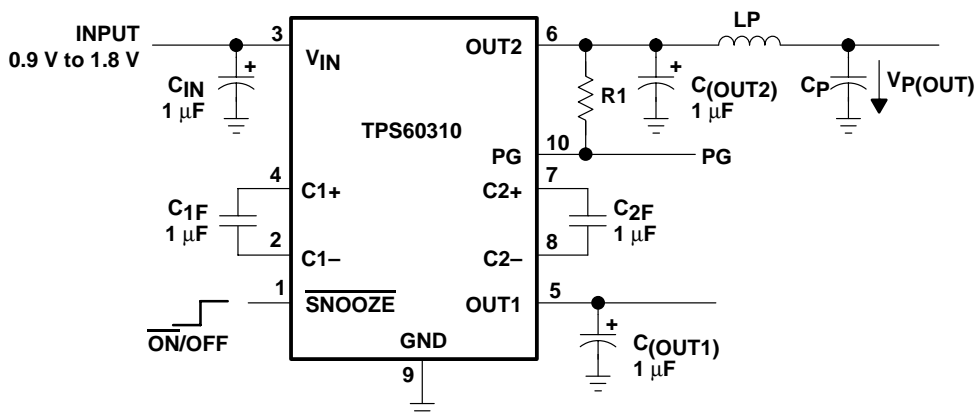 INPUT
0.9 V to 1.8 V
3
VIN
CIN
1 μF
+
TPS60310
OUT2
6
R1
+
C(OUT2)
1 μF
LP
CP
VP(OUT)
PG
10
PG
4
C1+
C1F
1 μF
2
C1–
C2+
7
C2F
1 μF
C2–
8
1
SNOOZE
ON/OFF
OUT1
5
+
C(OUT1)
1 μF
GND
9